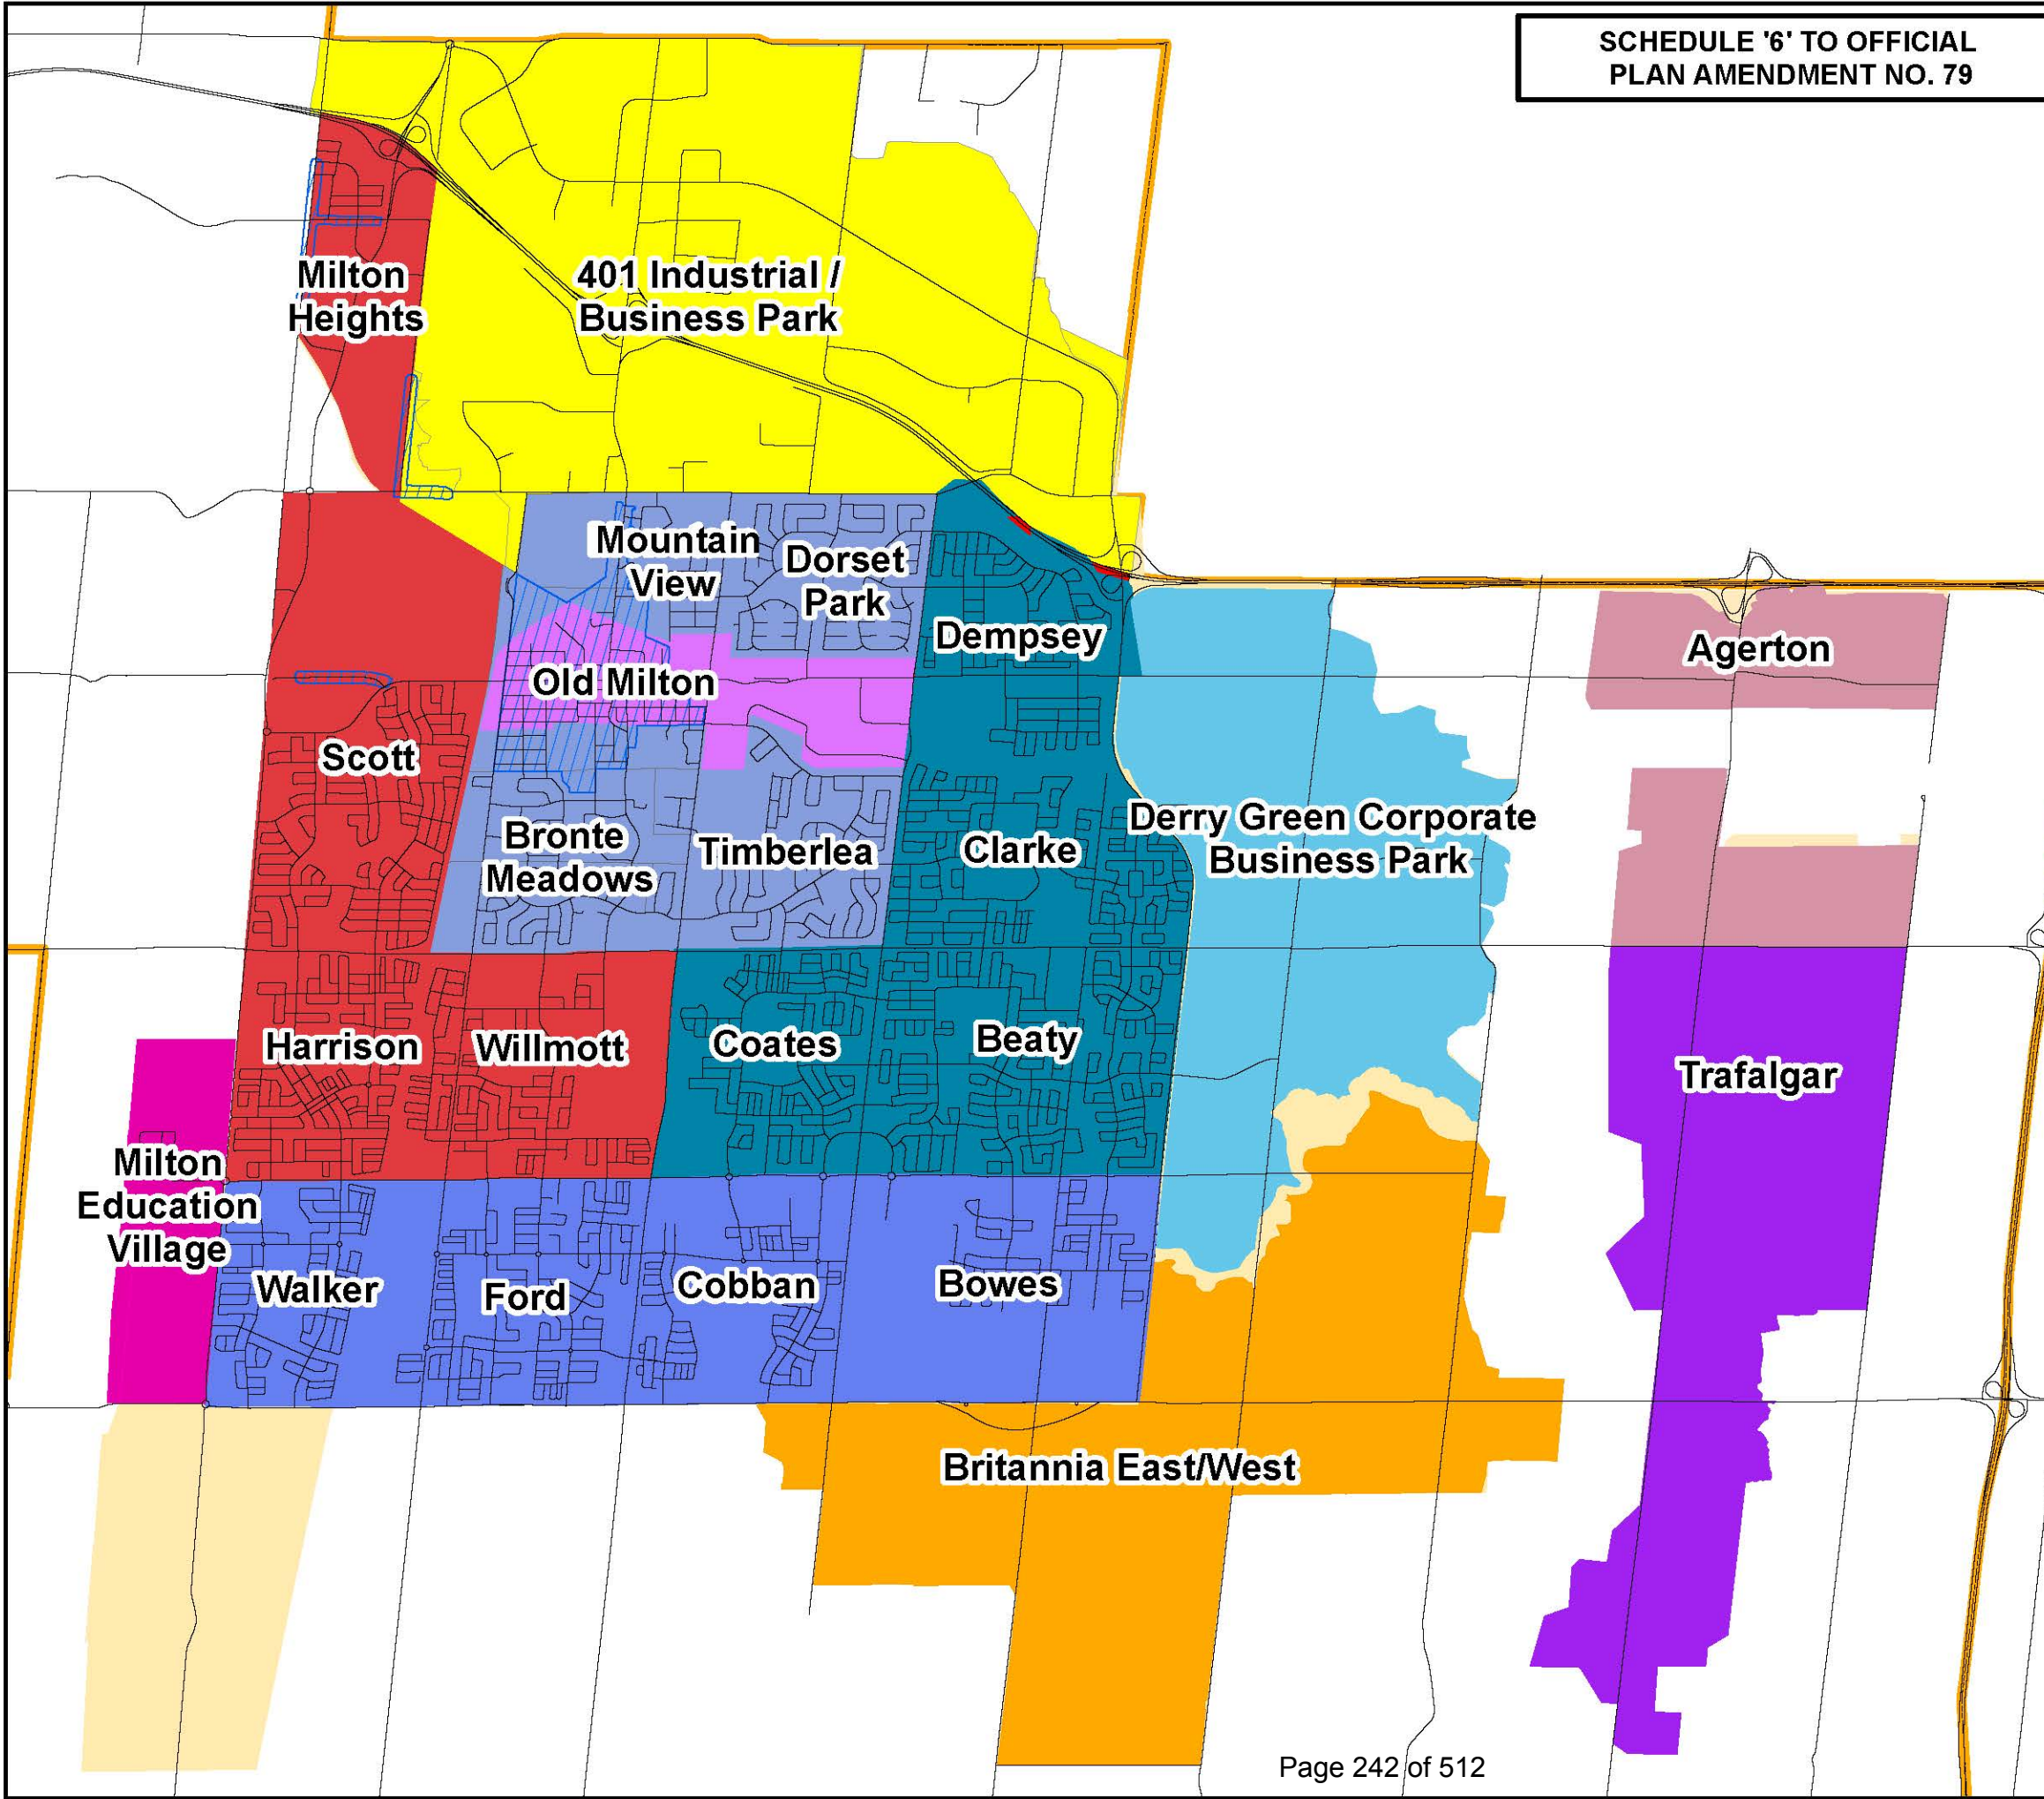 SCHEDULE '6' TO OFFICIAL
PLAN AMENDMENT NO. 79
Milton
Heights
401 Industrial /
Business Park
Mountain
View
Dorset
Park
Dempsey
Agerton
Old Milton
Scott
Bronte
Meadows
Timberlea
Clarke
Derry Green Corporate
Business Park
Harrison
Willmott
Coates
Beaty
Trafalgar
Milton
Education
Village
Walker
Ford
Cobban
Bowes
Britannia East/West
Page 242 of 512